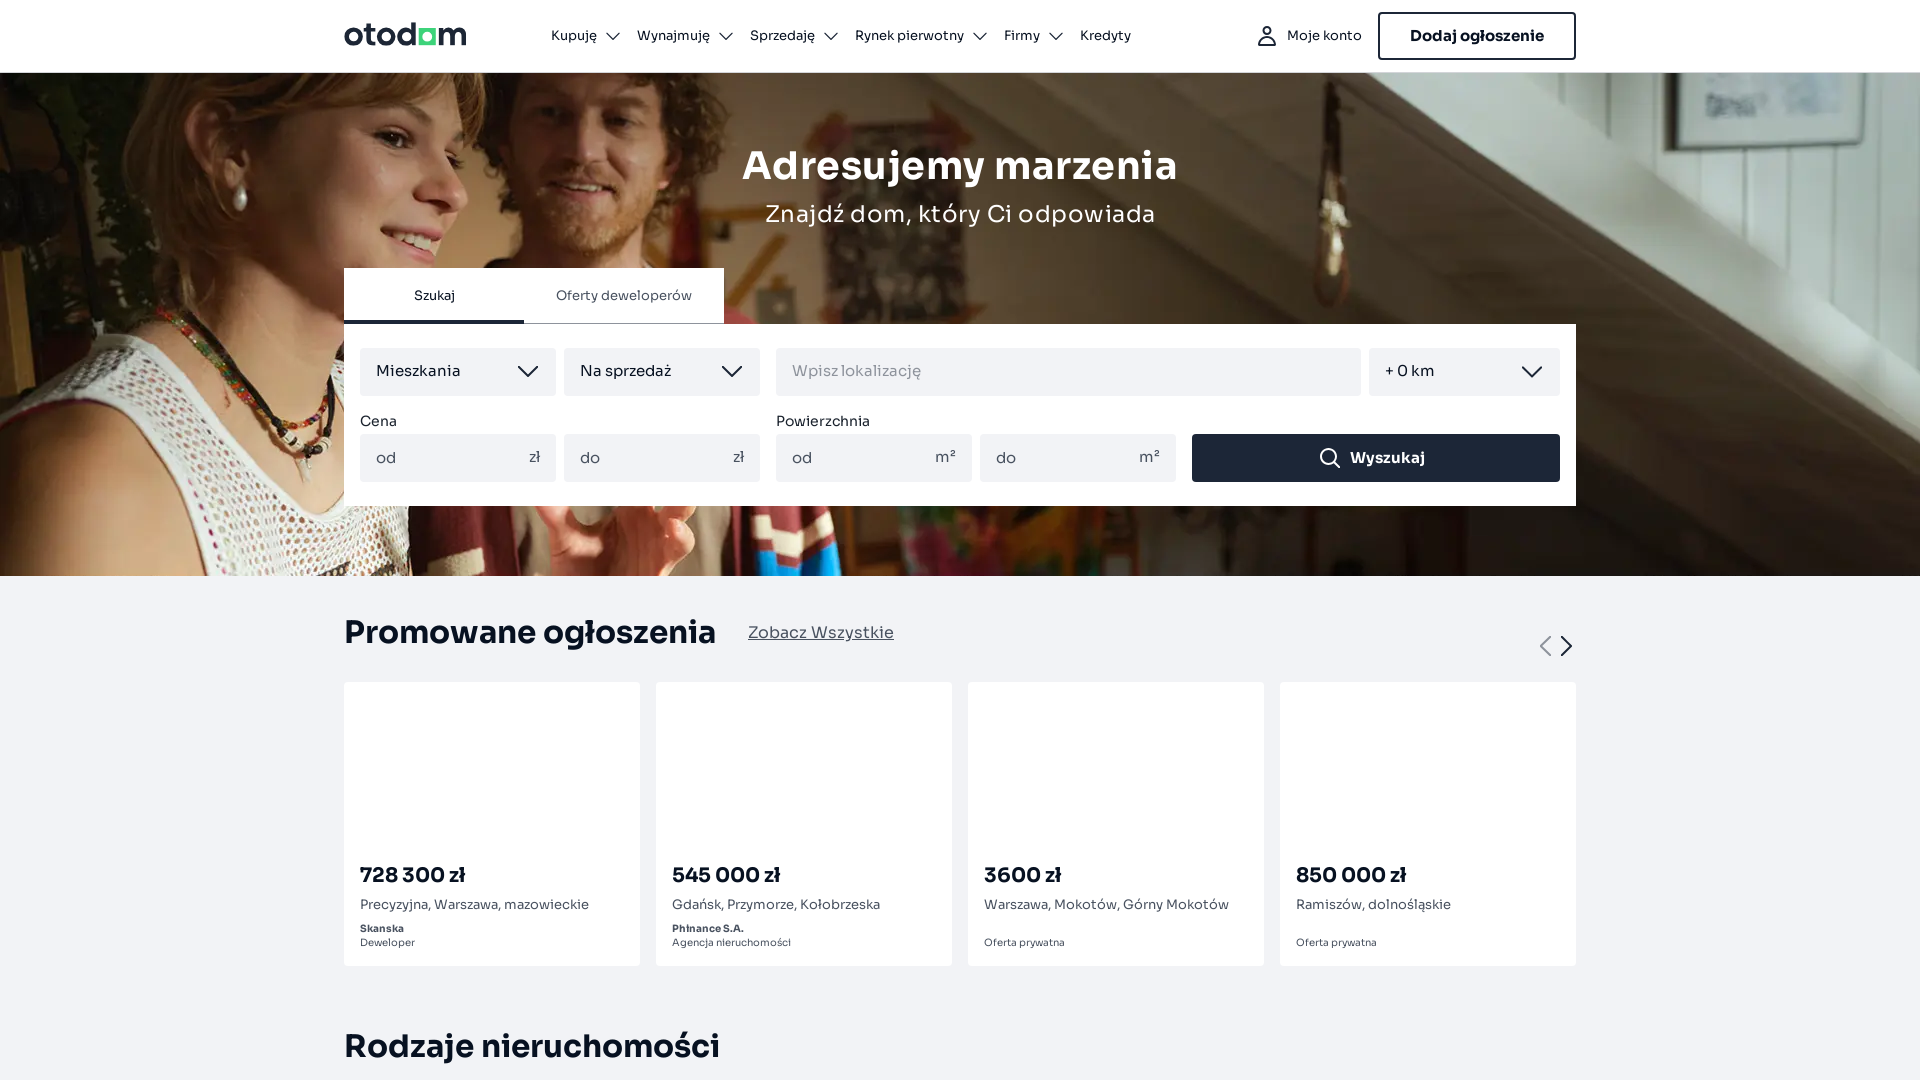 otodom
Kupuję
Wynajmuję
Sprzedaję
Rynek pierwotny
Firmy
Kredyty
Moje konto
Dodaj ogłoszenie
Adresujemy marzenia
Znajdź dom, który Ci odpowiada
Szukaj
Oferty deweloperów
Mieszkania
Na sprzedaż
Wpisz lokalizację
+ 0 km
Cena
Powierzchnia
od zł
do zł
od m²
do m²
Wyszukaj
Promowane ogłoszenia
Zobacz Wszystkie
728 300 zł
Precyzyjna, Warszawa, mazowieckie
Skanska
Deweloper
545 000 zł
Gdańsk, Przymorze, Kołobrzeska
Phinance S.A.
Agencja nieruchomości
3600 zł
Warszawa, Mokotów, Górny Mokotów
Oferta prywatna
850 000 zł
Ramiszów, dolnośląskie
Oferta prywatna
Rodzaje nieruchomości